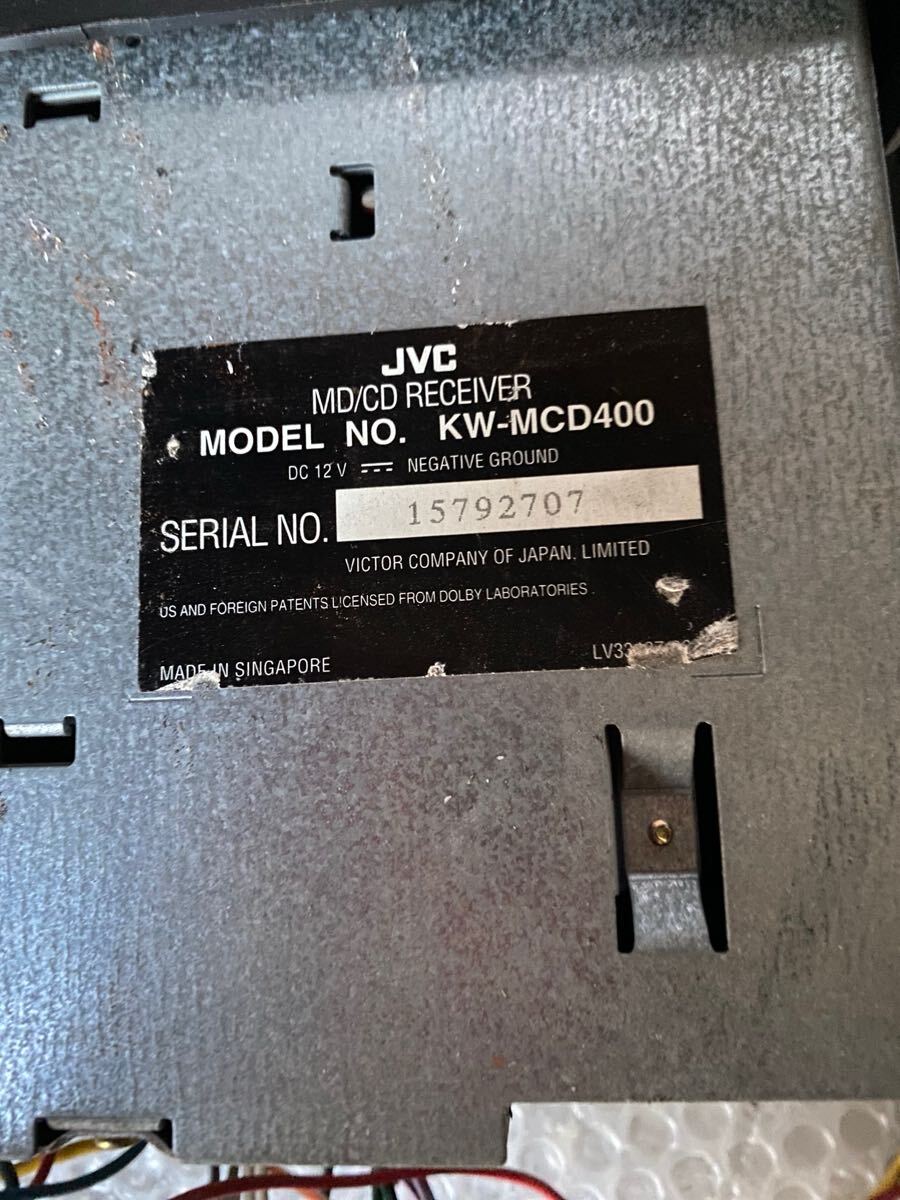 JVC
MD/CD RECEIVER
MODEL NO. KW-MCD400
DC 12 V NEGATIVE GROUND
SERIAL NO. 15792707
VICTOR COMPANY OF JAPAN. LIMITED
US AND FOREIGN PATENTS LICENSED FROM DOLBY LABORATORIES
MADE IN SINGAPORE